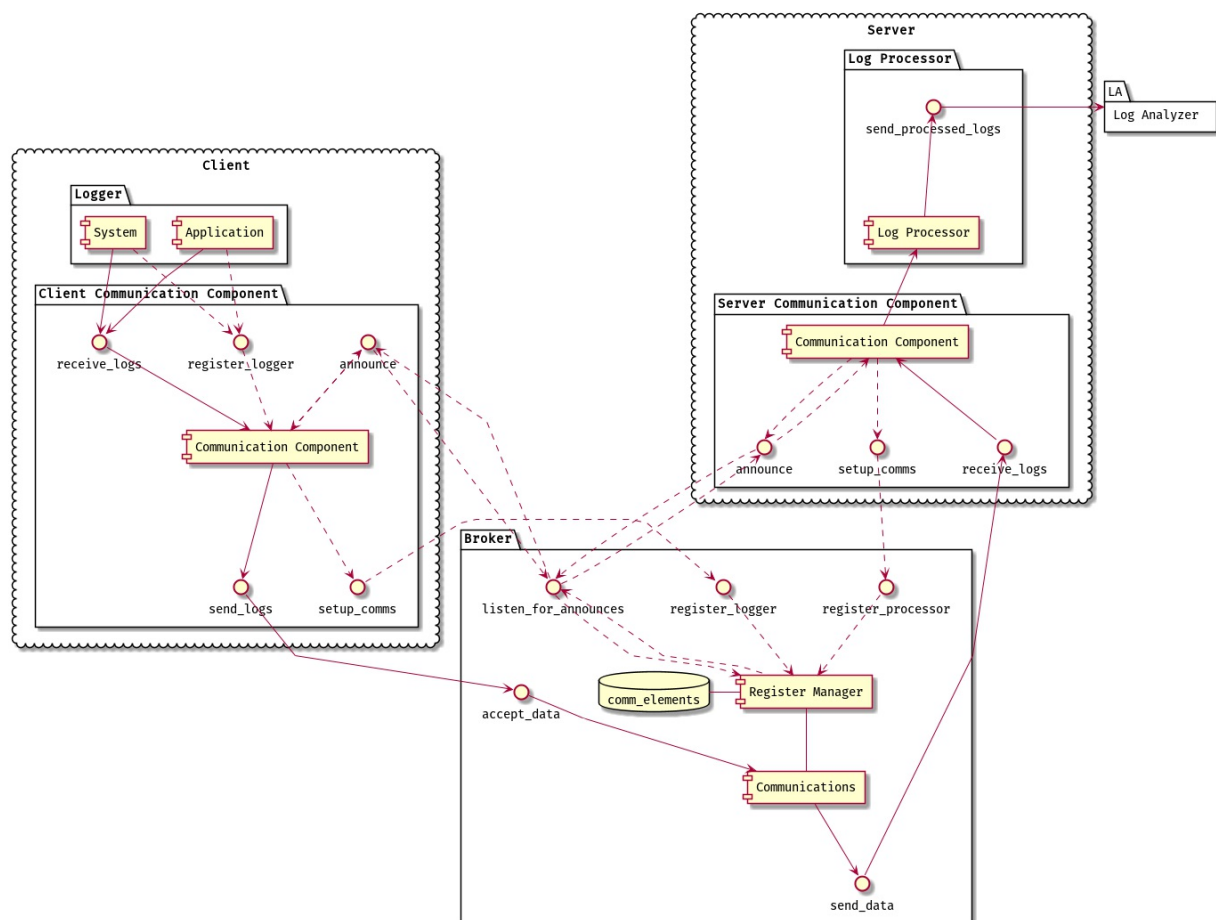 Server
Log Processor
send_processed_logs
LA
Log Analyzer
Log Processor
Client
Logger
System
Application
Client Communication Component
receive_logs
register_logger
announce
Communication Component
send_logs
setup_comms
Server Communication Component
Communication Component
announce
setup_comms
receive_logs
Broker
listen_for_announces
register_logger
register_processor
comm_elements
Register Manager
accept_data
Communications
send_data